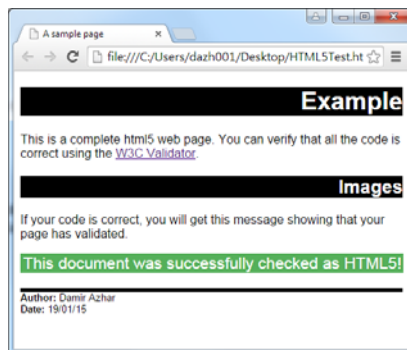 A sample page
file:///C:/Users/dazh001/Desktop/HTML5Test.ht
Example
This is a complete html5 web page. You can verify that all the code is
correct using the W3C Validator.
Images
If your code is correct, you will get this message showing that your
page has validated.
This document was successfully checked as HTML5!
Author: Damir Azhar
Date: 19/01/15